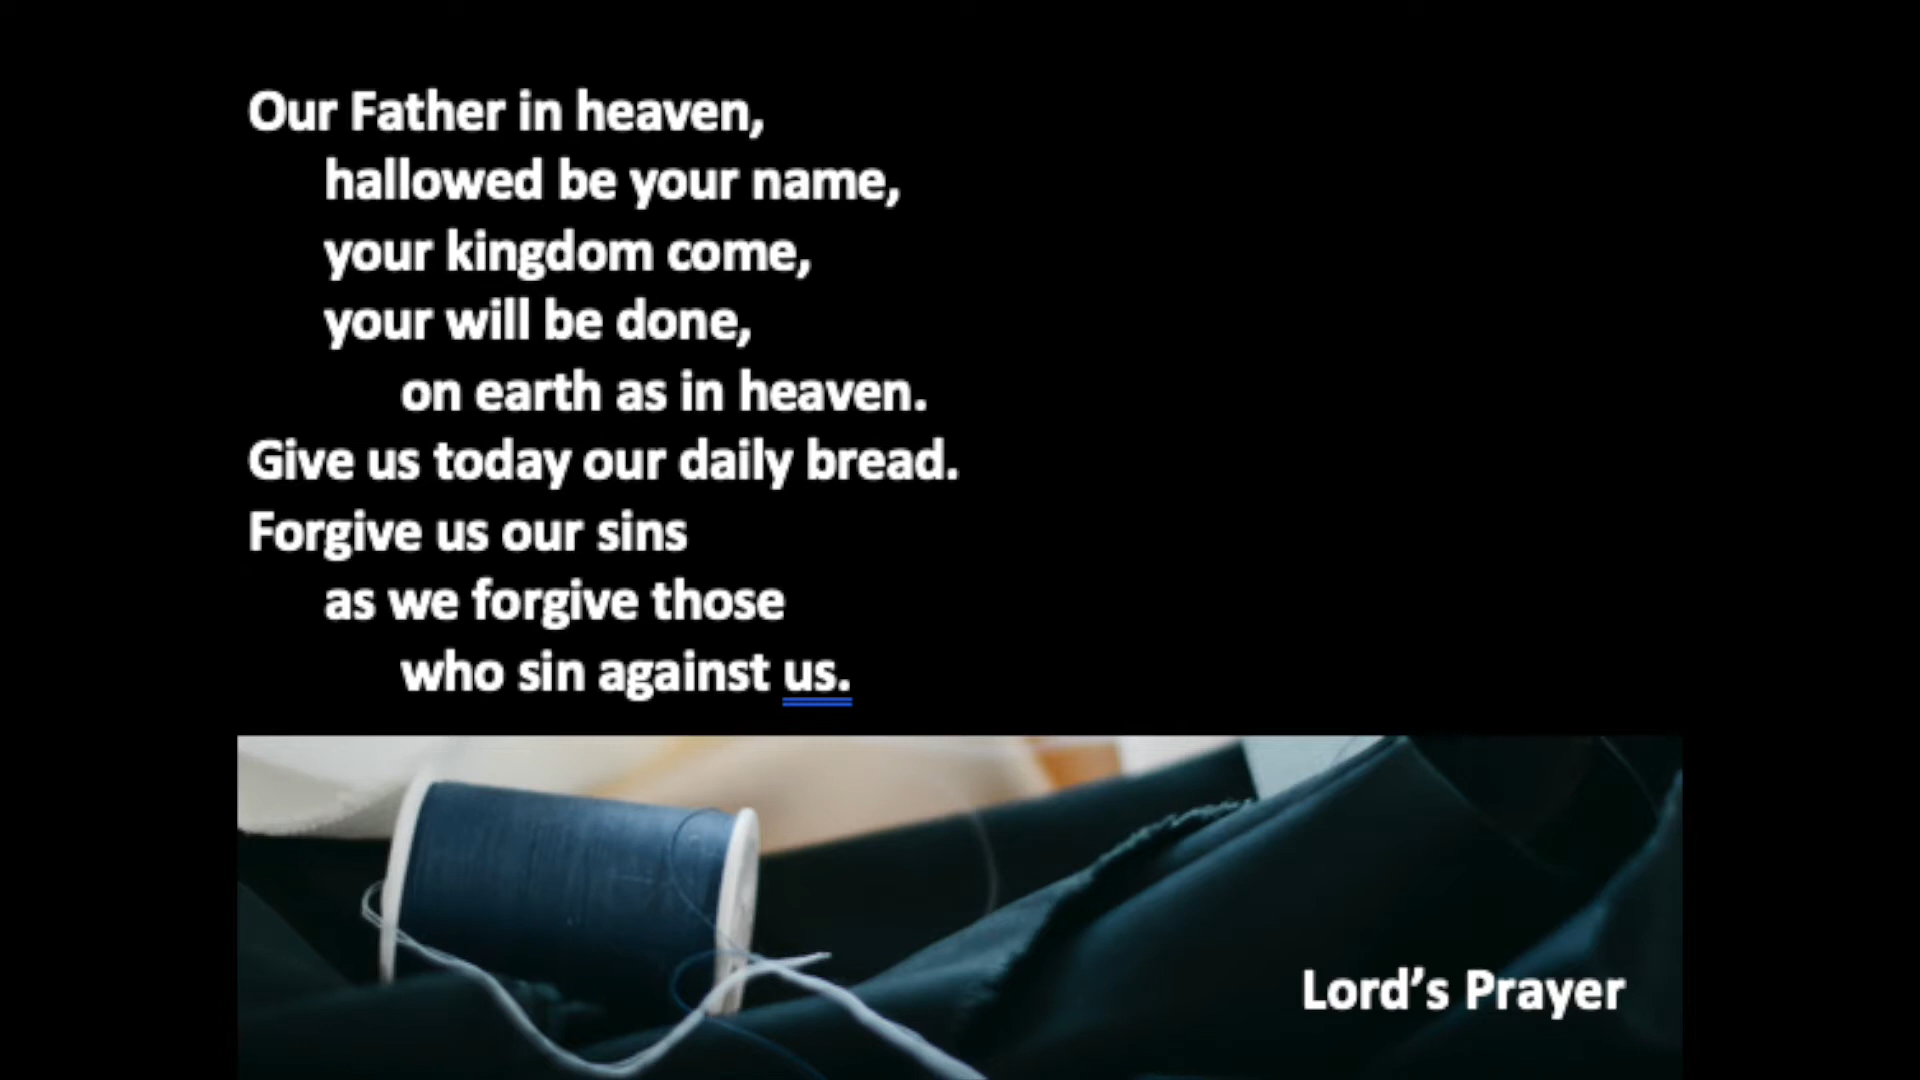 Our Father in heaven,
hallowed be your name,
your kingdom come,
your will be done,
on earth as in heaven.
Give us today our daily bread.
Forgive us our sins
as we forgive those
who sin against us.
Lord’s Prayer